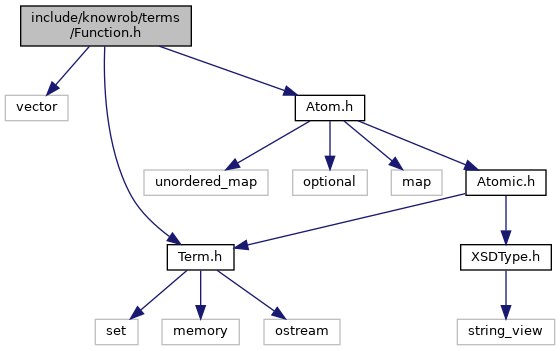 include/knowrob/terms
/Function.h
vector
Atom.h
unordered_map
optional
map
Atomic.h
Term.h
XSDType.h
set
memory
ostream
string_view